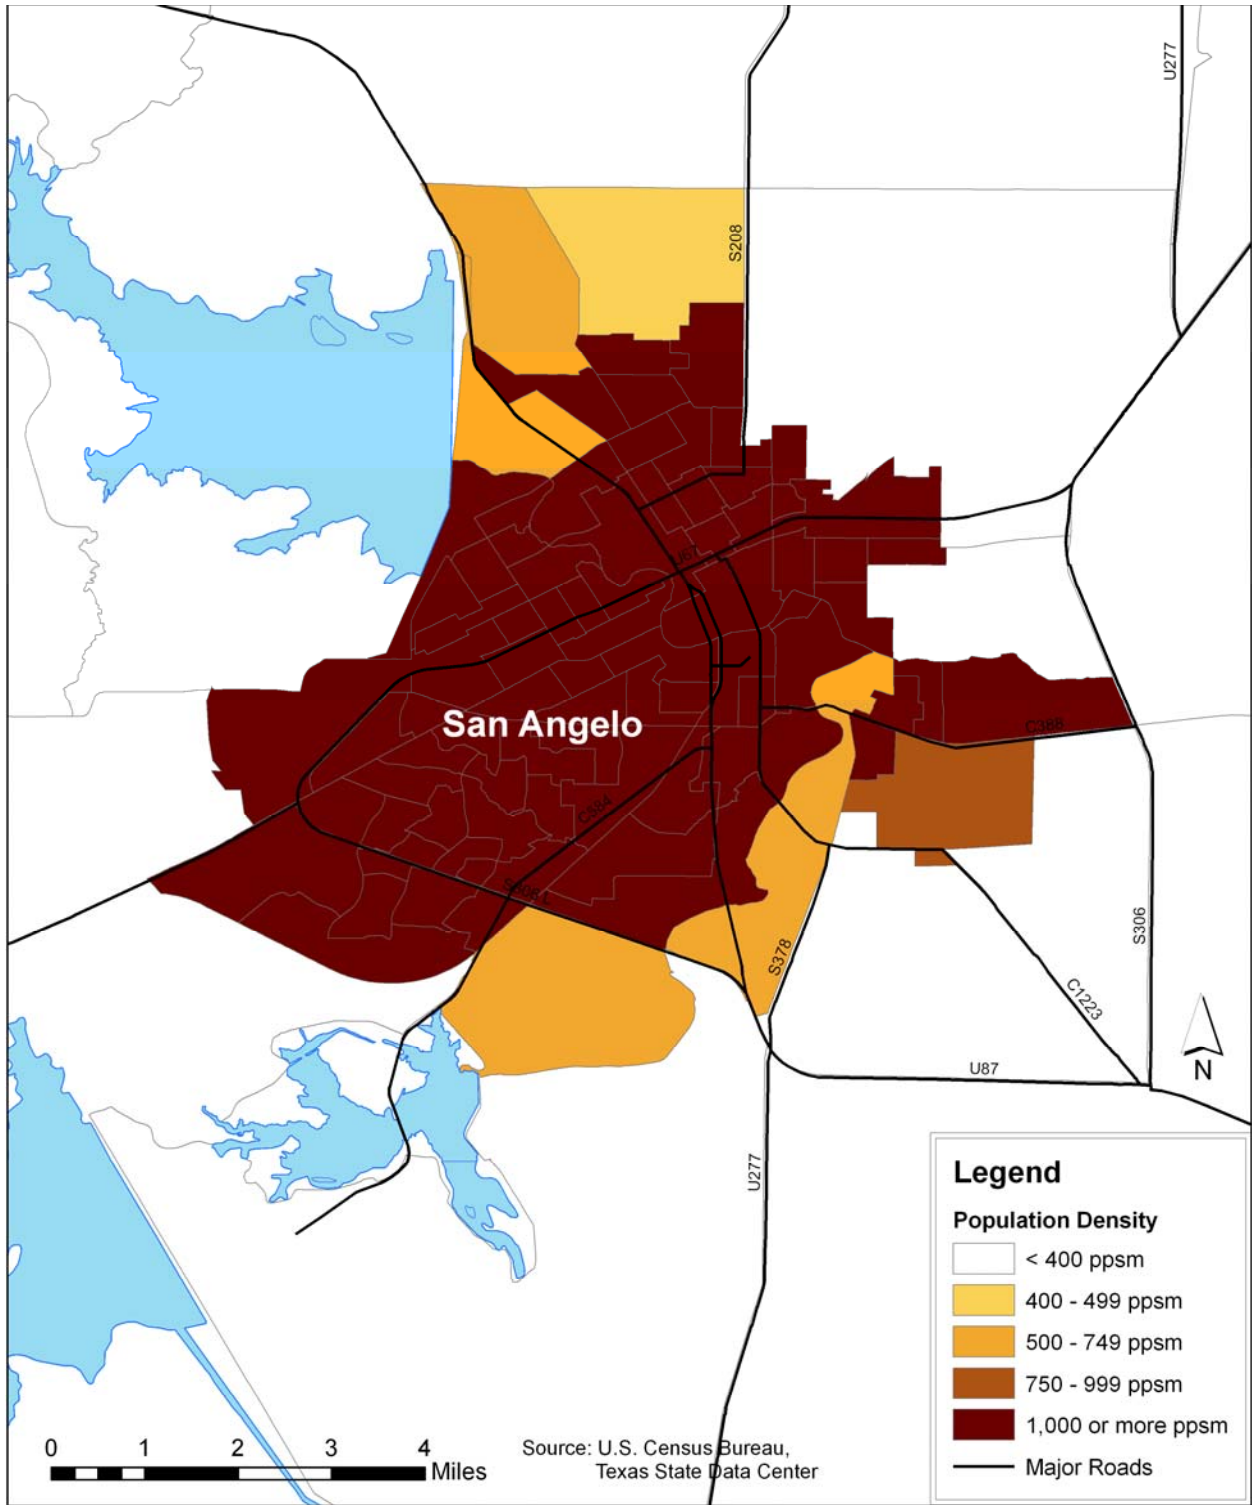 U277
S208
U67
San Angelo
C388
C584
S306 L
S378
S306
C1223
N
U87
U277
Legend
Population Density
< 400 ppsm
400 - 499 ppsm
500 - 749 ppsm
750 - 999 ppsm
1,000 or more ppsm
Major Roads
0 1 2 3 4
Miles
Source: U.S. Census Bureau,
Texas State Data Center